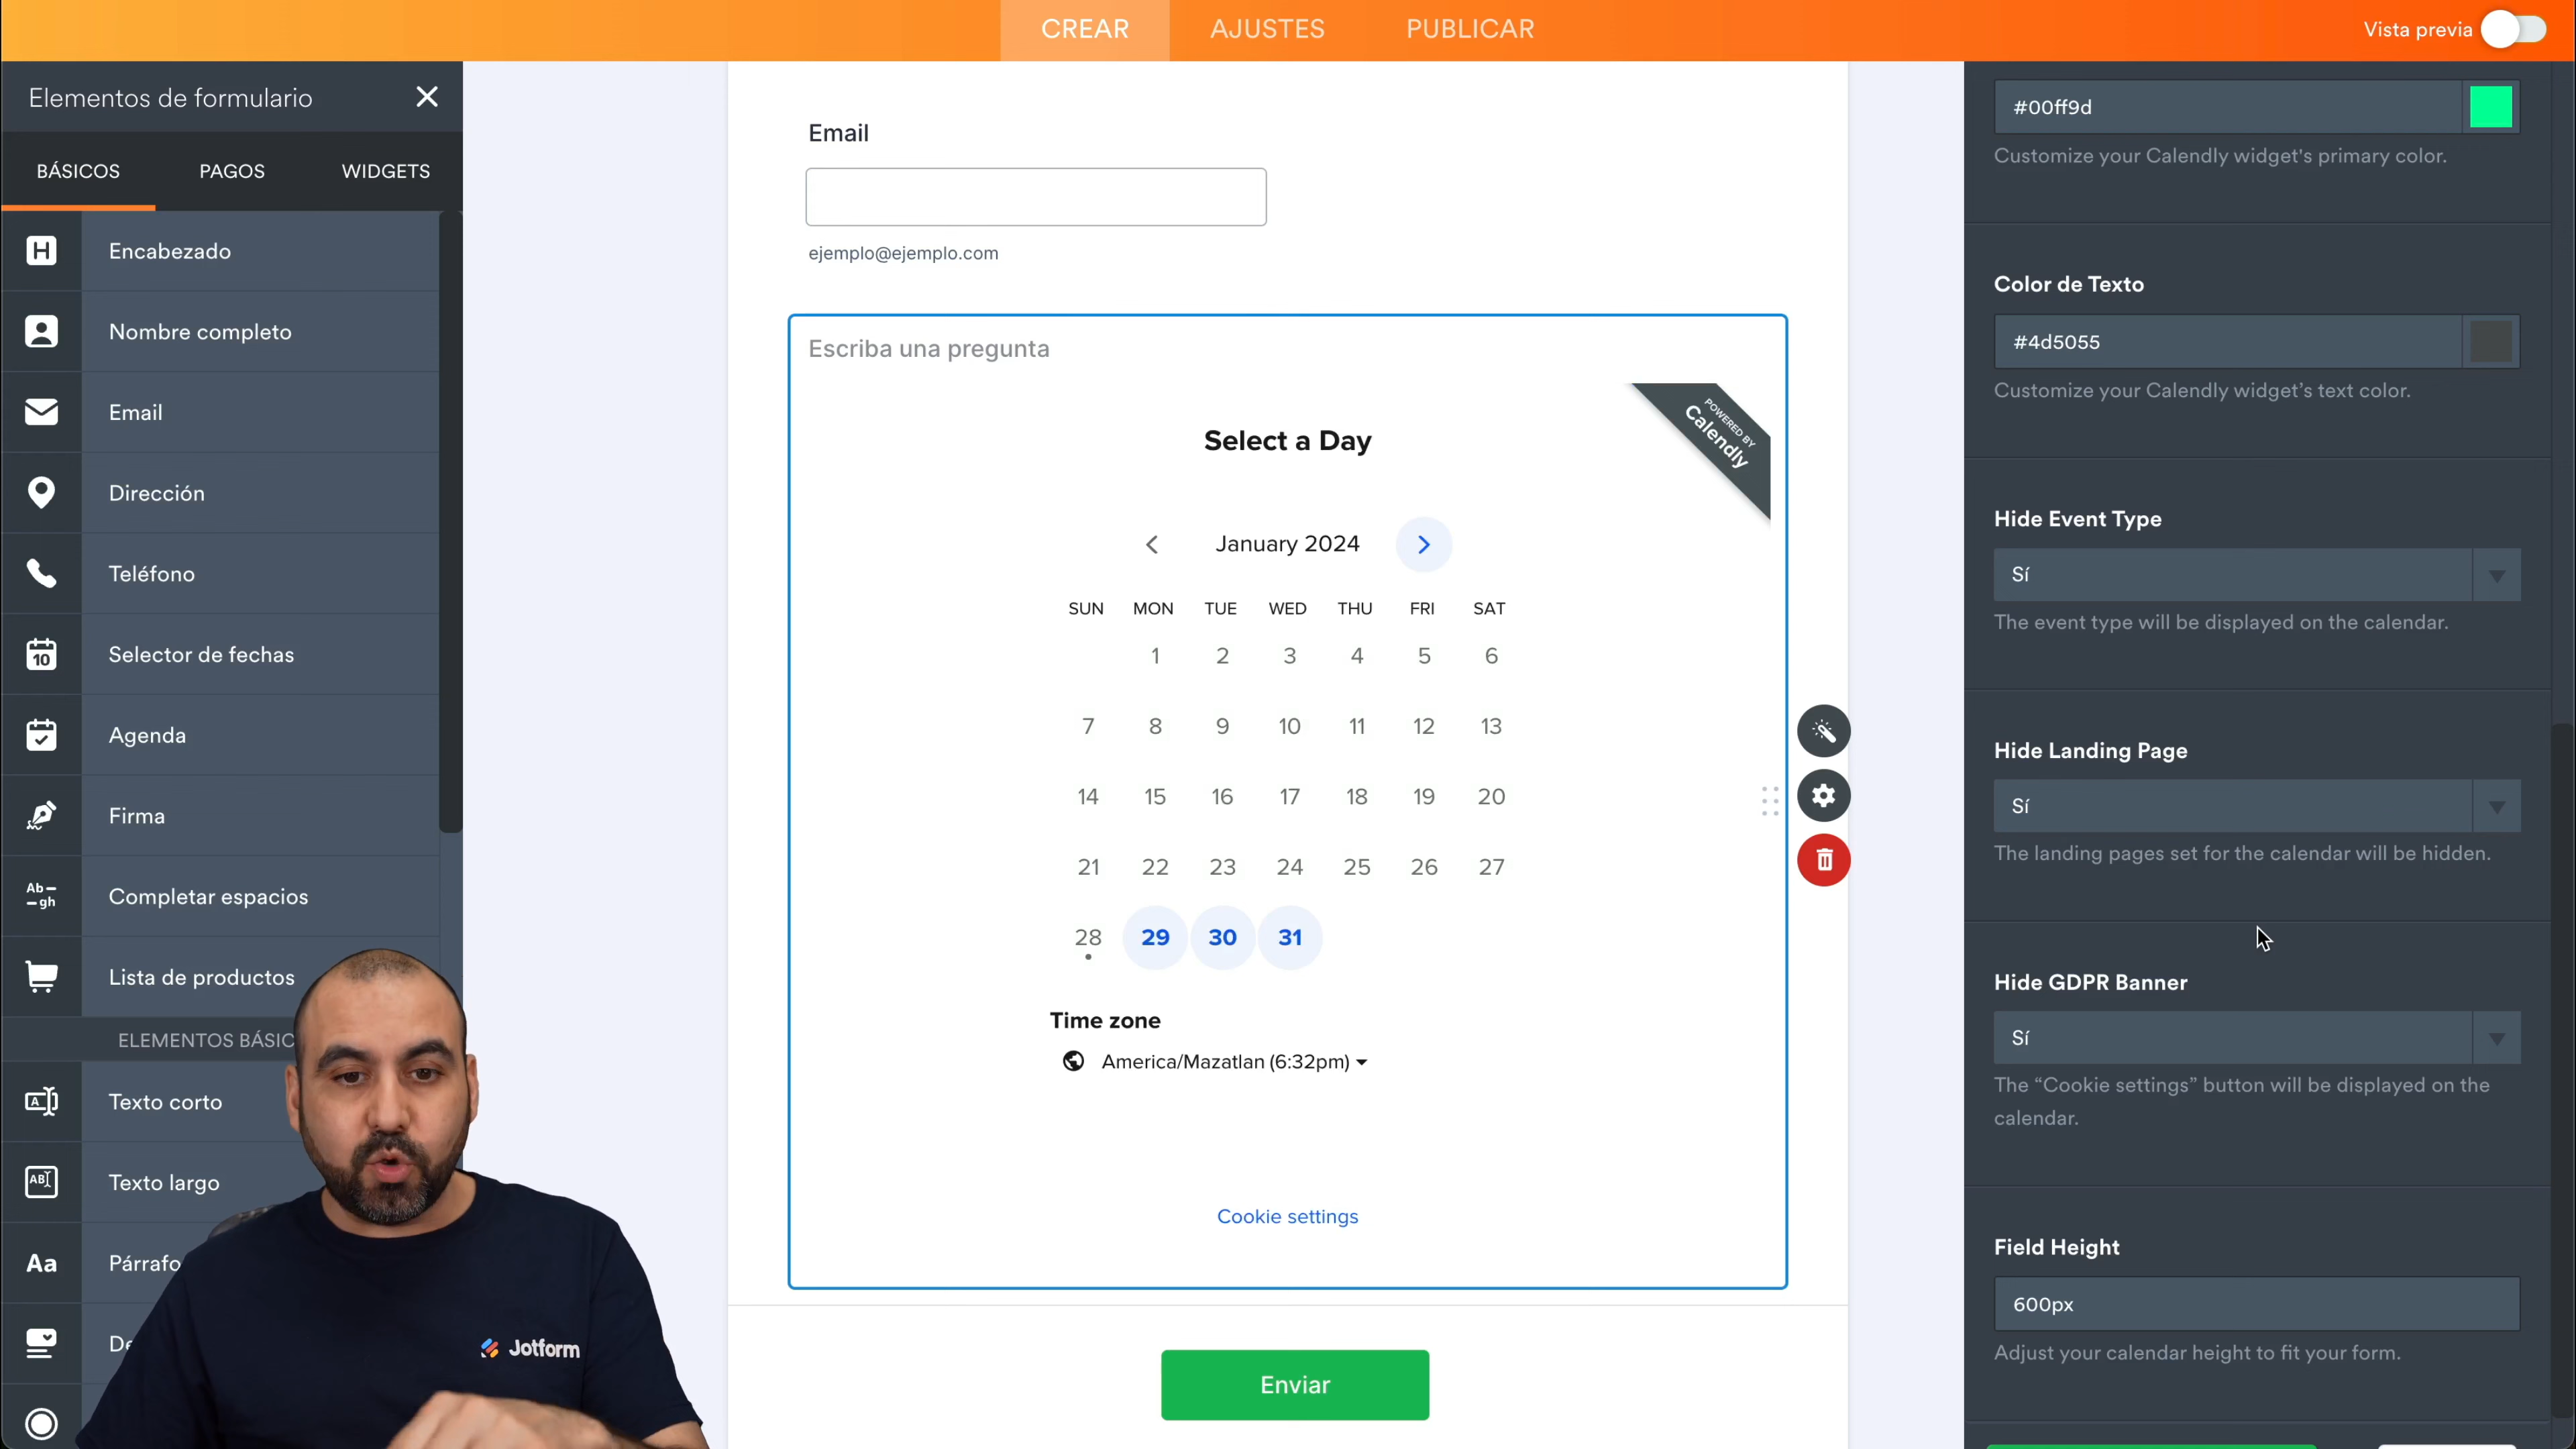 CREAR
AJUSTES
PUBLICAR
Vista previa
Elementos de formulario
BÁSICOS
PAGOS
WIDGETS
H
Encabezado
Nombre completo
Email
Dirección
Teléfono
10
Selector de fechas
Agenda
Firma
Ab
gh
Completar espacios
Lista de productos
ELEMENTOS BÁSIC
A
Texto corto
AB
Texto largo
Aa
Párrafo
De
Jotform
Email
ejemplo@ejemplo.com
Escriba una pregunta
POWERED BY
Calendly
Select a Day
January 2024
SUN MON TUE WED THU FRI SAT
1 2 3 4 5 6
7 8 9 10 11 12 13
14 15 16 17 18 19 20
21 22 23 24 25 26 27
28 29 30 31
Time zone
America/Mazatlan (6:32pm)
Cookie settings
Enviar
#00ff9d
Customize your Calendly widget's primary color.
Color de Texto
#4d5055
Customize your Calendly widget’s text color.
Hide Event Type
Sí
The event type will be displayed on the calendar.
Hide Landing Page
Sí
The landing pages set for the calendar will be hidden.
Hide GDPR Banner
Sí
The “Cookie settings” button will be displayed on the
calendar.
Field Height
600px
Adjust your calendar height to fit your form.